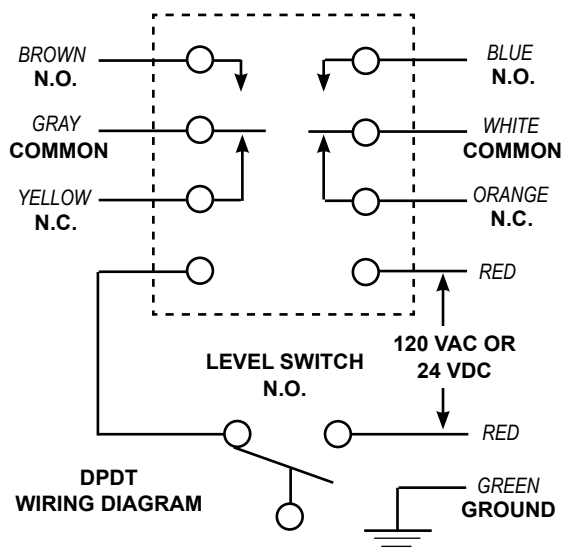 BROWN
N.O.
GRAY
COMMON
YELLOW
N.C.
BLUE
N.O.
WHITE
COMMON
ORANGE
N.C.
RED
120 VAC OR
24 VDC
LEVEL SWITCH
N.O.
RED
DPDT
WIRING DIAGRAM
GREEN
GROUND